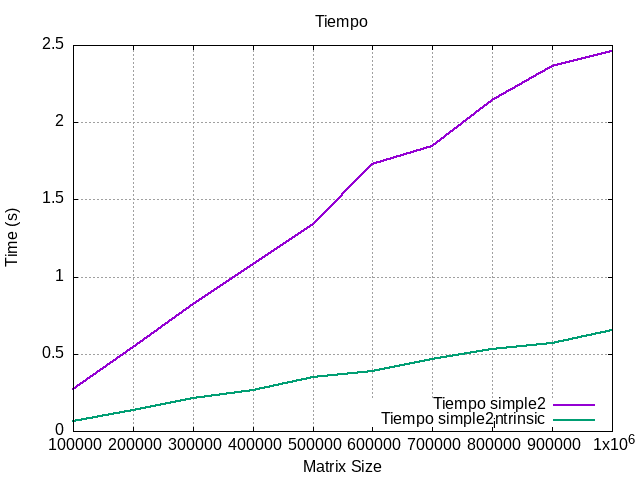 Tiempo
2.5
2
1.5
1
0.5
0
Time (s)
Tiempo simple2
Tiempo simple2intrinsic
100000 200000 300000 400000 500000 600000 700000 800000 900000 1x10^6
Matrix Size